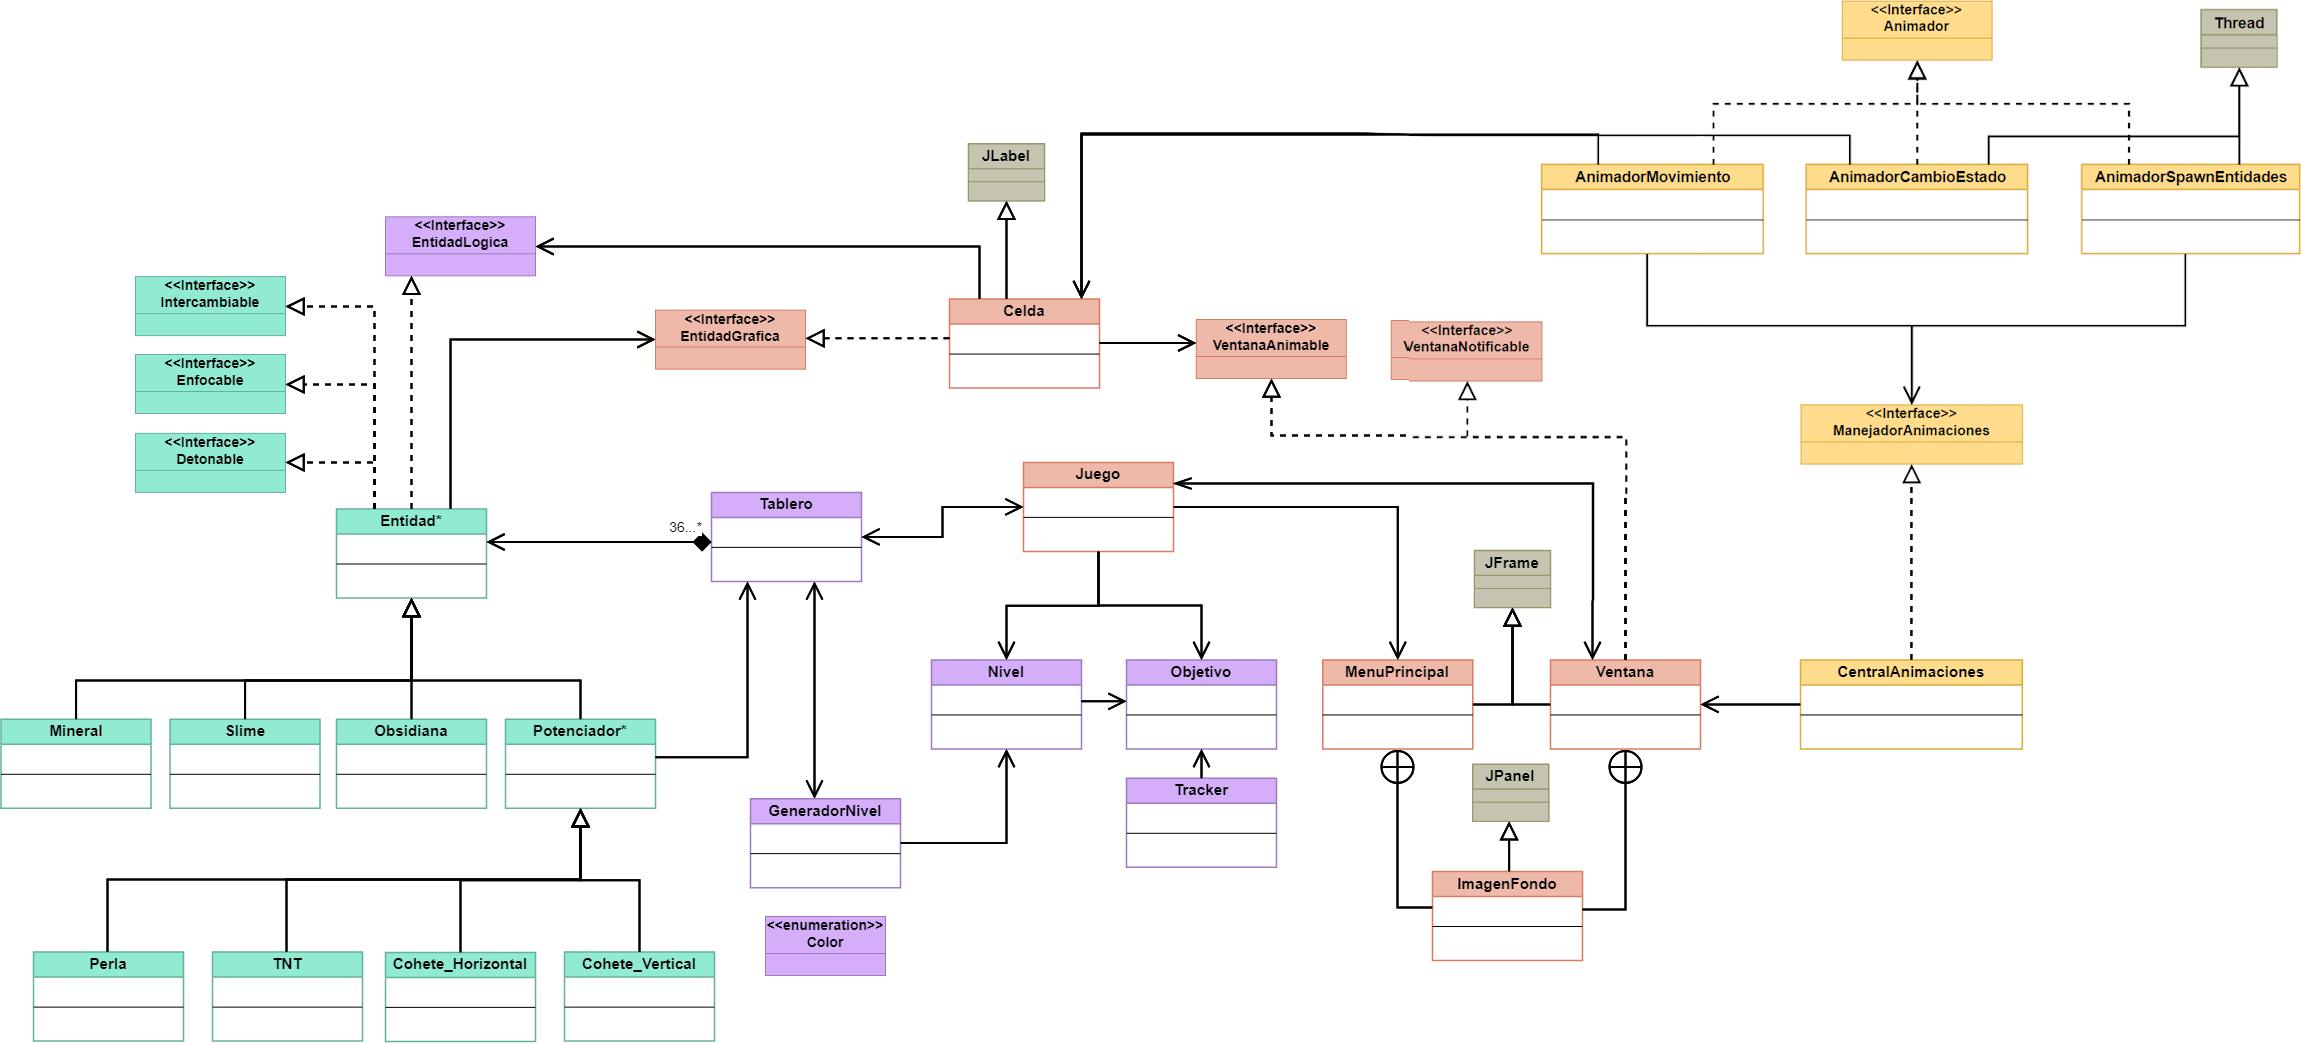 <<Interface>>
Animador
Thread
JLabel
AnimadorMovimiento
AnimadorCambioEstado
AnimadorSpawnEntidades
<<Interface>>
EntidadLogica
<<Interface>>
Intercambiable
<<Interface>>
EntidadGrafica
Celda
<<Interface>>
VentanaAnimable
<<Interface>>
VentanaNotificable
<<Interface>>
Enfocable
<<Interface>>
ManejadorAnimaciones
<<Interface>>
Detonable
Juego
Tablero
Entidad*
36...*
JFrame
Nivel
Objetivo
MenuPrincipal
Ventana
CentralAnimaciones
Mineral
Slime
Obsidiana
Potenciador*
JPanel
Tracker
GeneradorNivel
ImagenFondo
<<enumeration>>
Color
Perla
TNT
Cohete_Horizontal
Cohete_Vertical